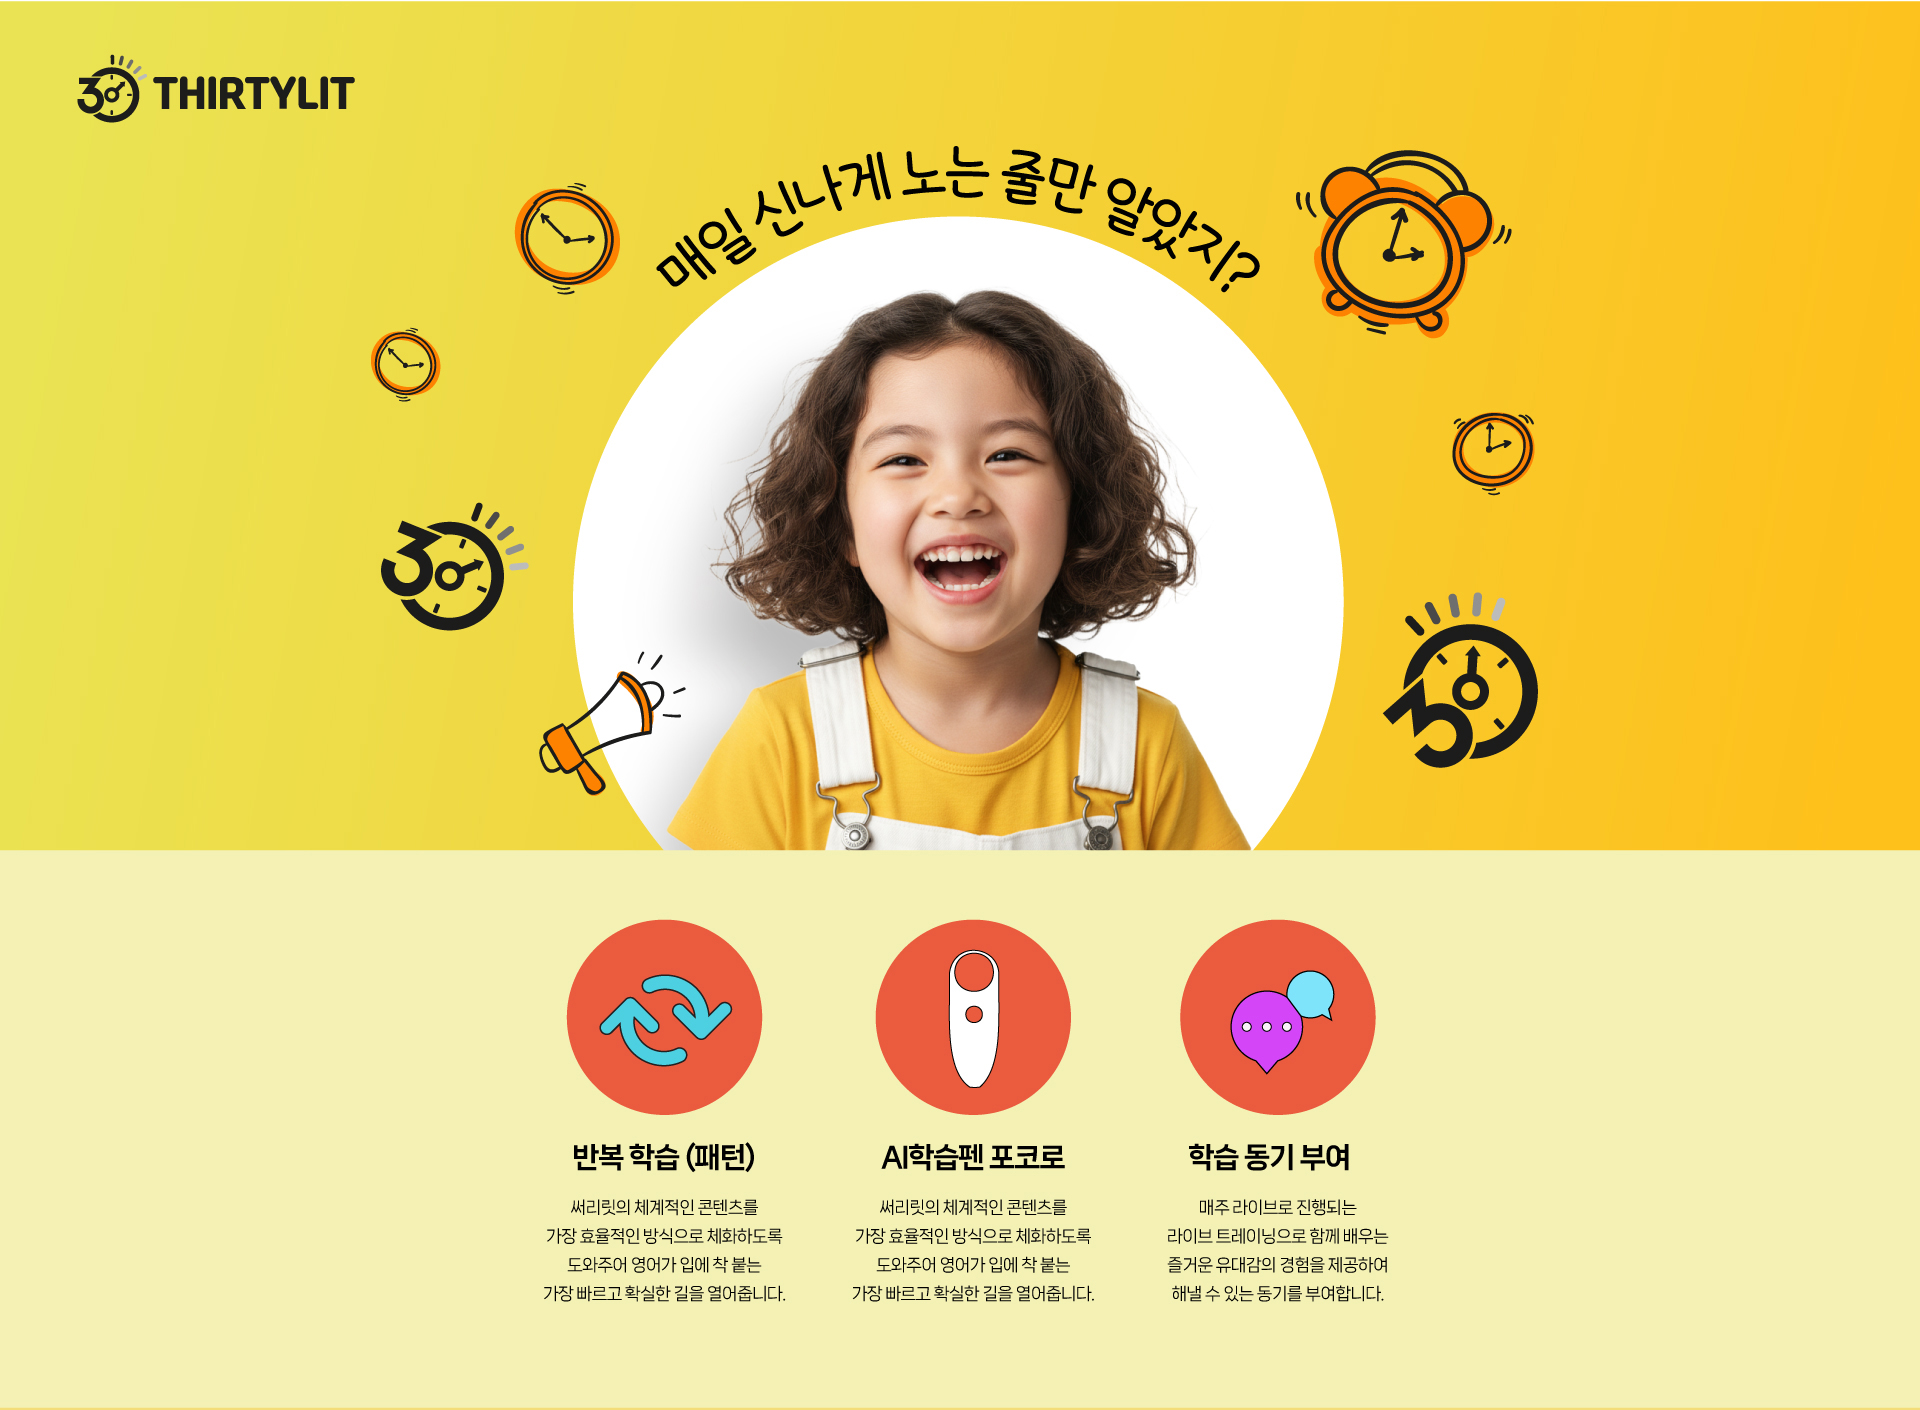 30 THIRTYLIT
매일 신나게 노는 줄만 알았지?
30
30
반복 학습 (패턴)
써리릿의 체계적인 콘텐츠를
가장 효율적인 방식으로 체화하도록
도와주어 영어가 입에 착 붙는
가장 빠르고 확실한 길을 열어줍니다.
AI학습펜 포코로
써리릿의 체계적인 콘텐츠를
가장 효율적인 방식으로 체화하도록
도와주어 영어가 입에 착 붙는
가장 빠르고 확실한 길을 열어줍니다.
학습 동기 부여
매주 라이브로 진행되는
라이브 트레이닝으로 함께 배우는
즐거운 유대감의 경험을 제공하여
해낼 수 있는 동기를 부여합니다.